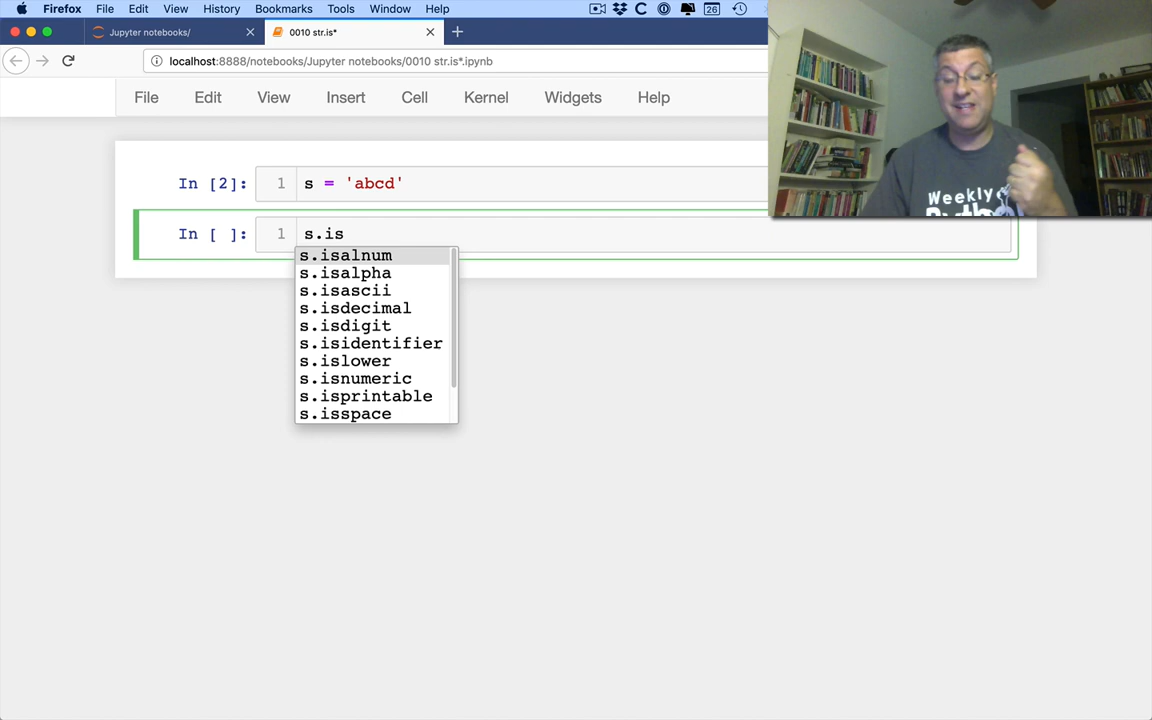 Firefox File Edit View History Bookmarks Tools Window Help 26
Jupyter notebooks/ 0010 str.is*
localhost:8888/notebooks/Jupyter notebooks/0010 str.is*.ipynb
File Edit View Insert Cell Kernel Widgets Help
In [2]: 1 s = 'abcd'
Weekly
In [ ]: 1 s.is
s.isalnum
s.isalpha
s.isascii
s.isdecimal
s.isdigit
s.isidentifier
s.islower
s.isnumeric
s.isprintable
s.isspace